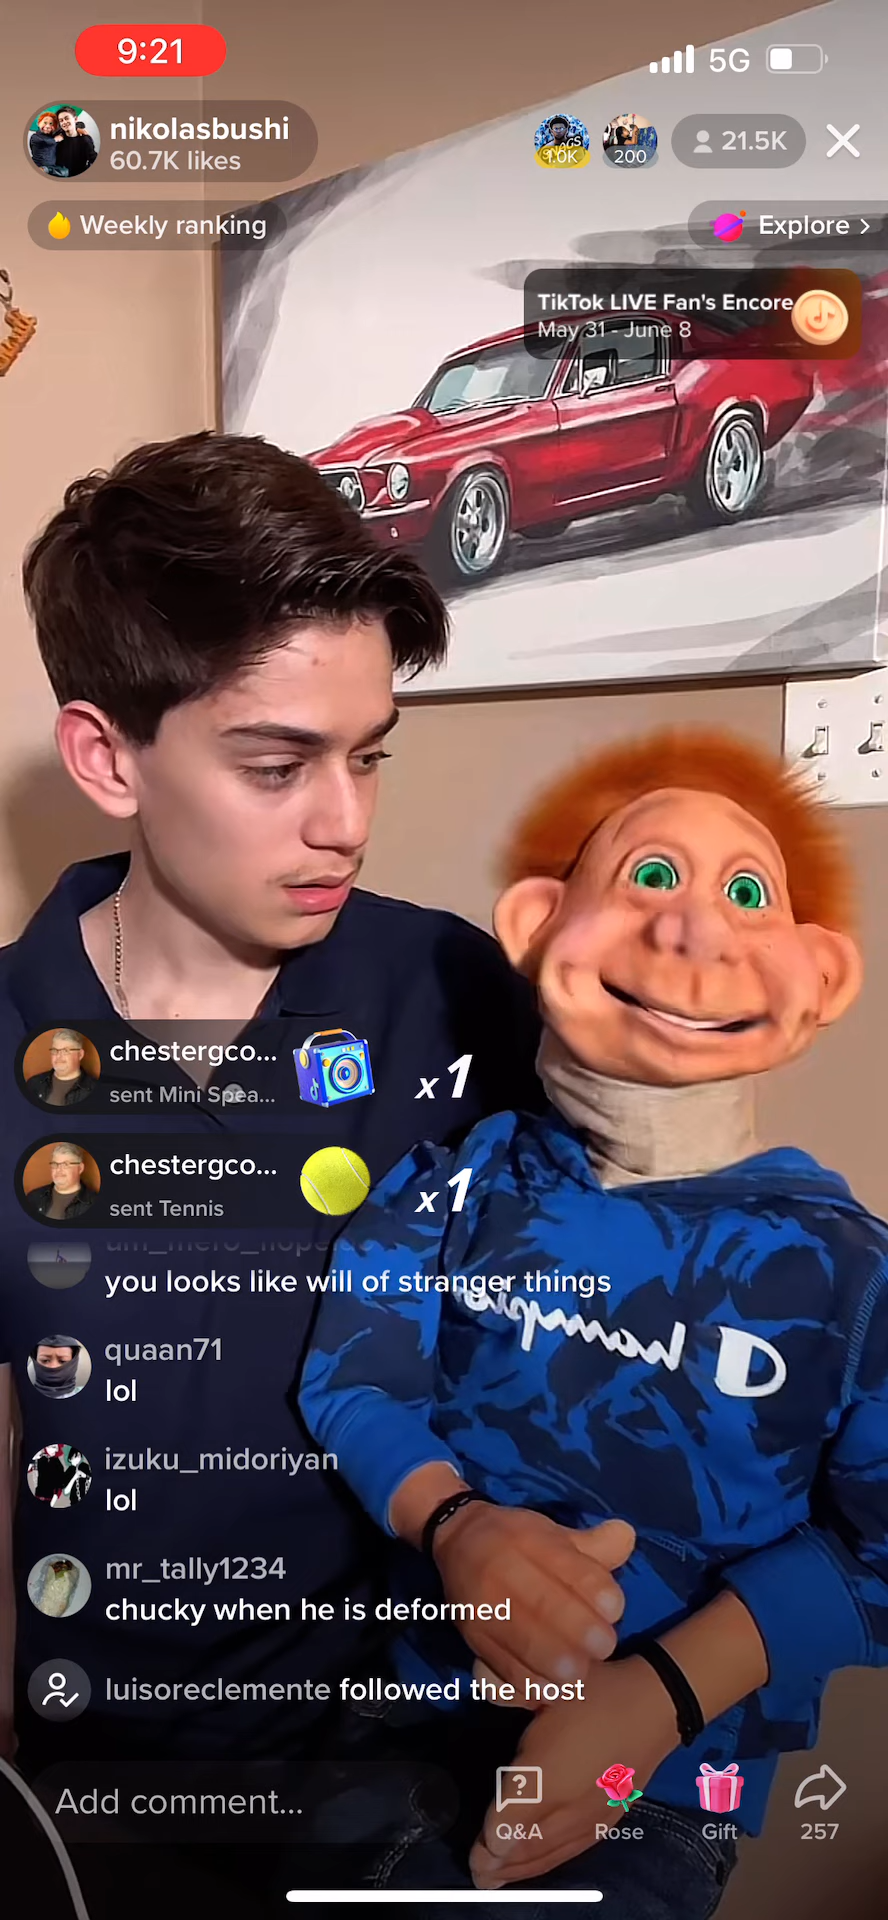 9:21
5G
nikolasbushi
60.7K likes
1.0K
200
21.5K
Weekly ranking
Explore >
TikTok LIVE Fan's Encore
May 31 - June 8
chestergco...
sent Mini Spea...
x1
chestergco...
sent Tennis
x1
you looks like will of stranger things
Champion
quaan71
lol
izuku_midoriyan
lol
mr_tally1234
chucky when he is deformed
luisoreclemente followed the host
Add comment...
Q&A
Rose
Gift
257